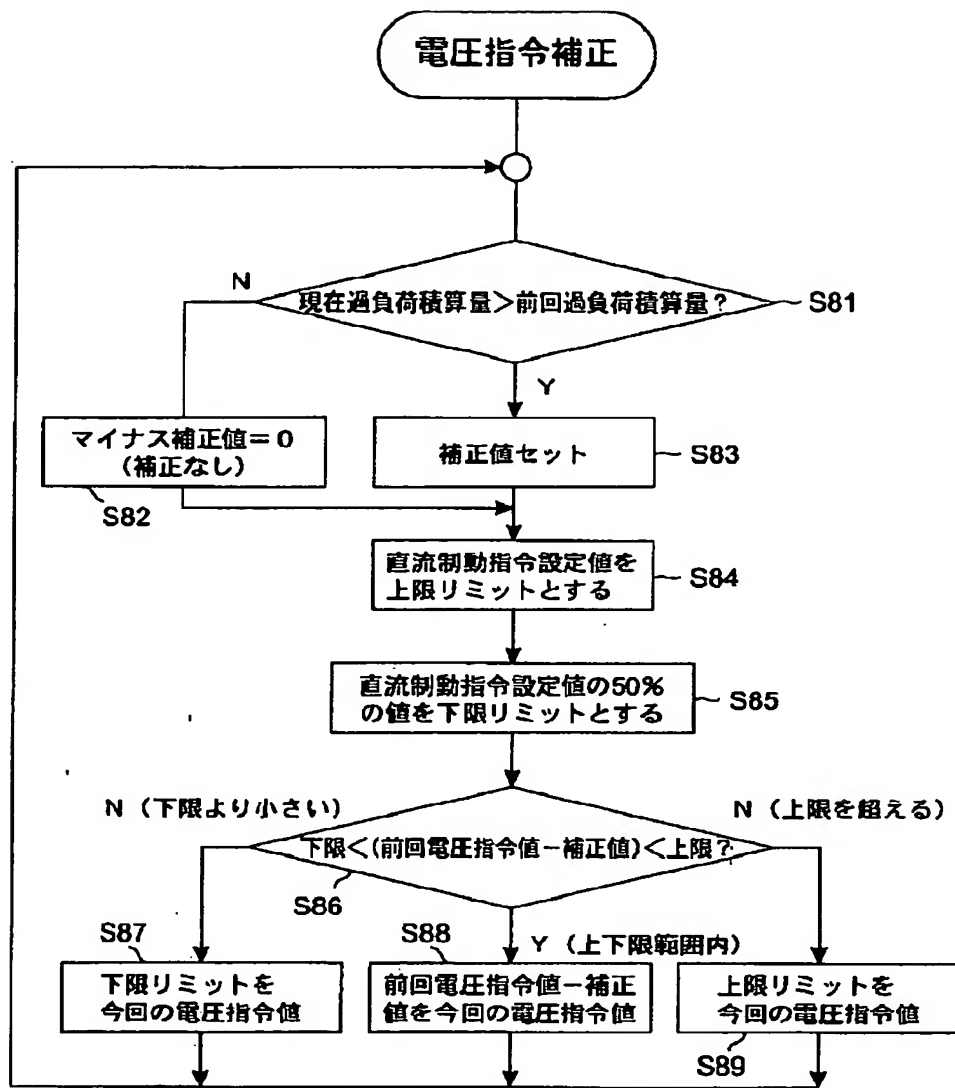 電圧指令補正
N
現在過負荷積算量>前回過負荷積算量?
S81
Y
マイナス補正値=0
(補正なし)
S82
補正値セット
S83
直流制動指令設定値を
上限リミットとする
S84
直流制動指令設定値の50%
の値を下限リミットとする
S85
N (下限より小さい)
N (上限を超える)
下限<(前回電圧指令値-補正値)<上限?
S86
S87
下限リミットを
今回の電圧指令値
S88
Y (上下限範囲内)
前回電圧指令値-補正
値を今回の電圧指令値
上限リミットを
今回の電圧指令値
S89